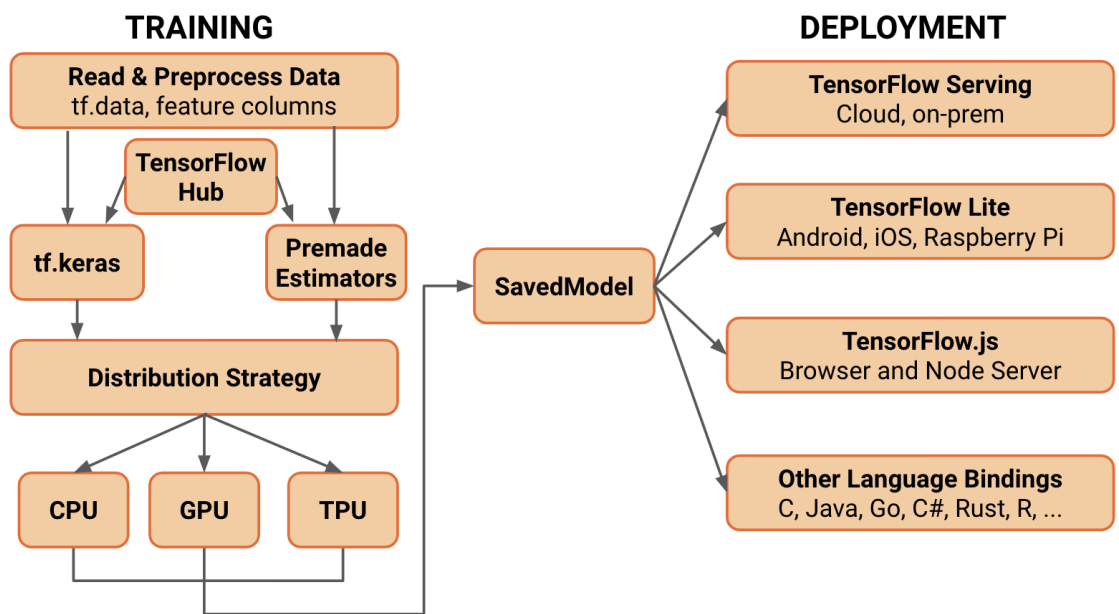 TRAINING
Read & Preprocess Data
tf.data, feature columns
TensorFlow
Hub
tf.keras
Premade
Estimators
Distribution Strategy
CPU
GPU
TPU
SavedModel
DEPLOYMENT
TensorFlow Serving
Cloud, on-prem
TensorFlow Lite
Android, iOS, Raspberry Pi
TensorFlow.js
Browser and Node Server
Other Language Bindings
C, Java, Go, C#, Rust, R, ...